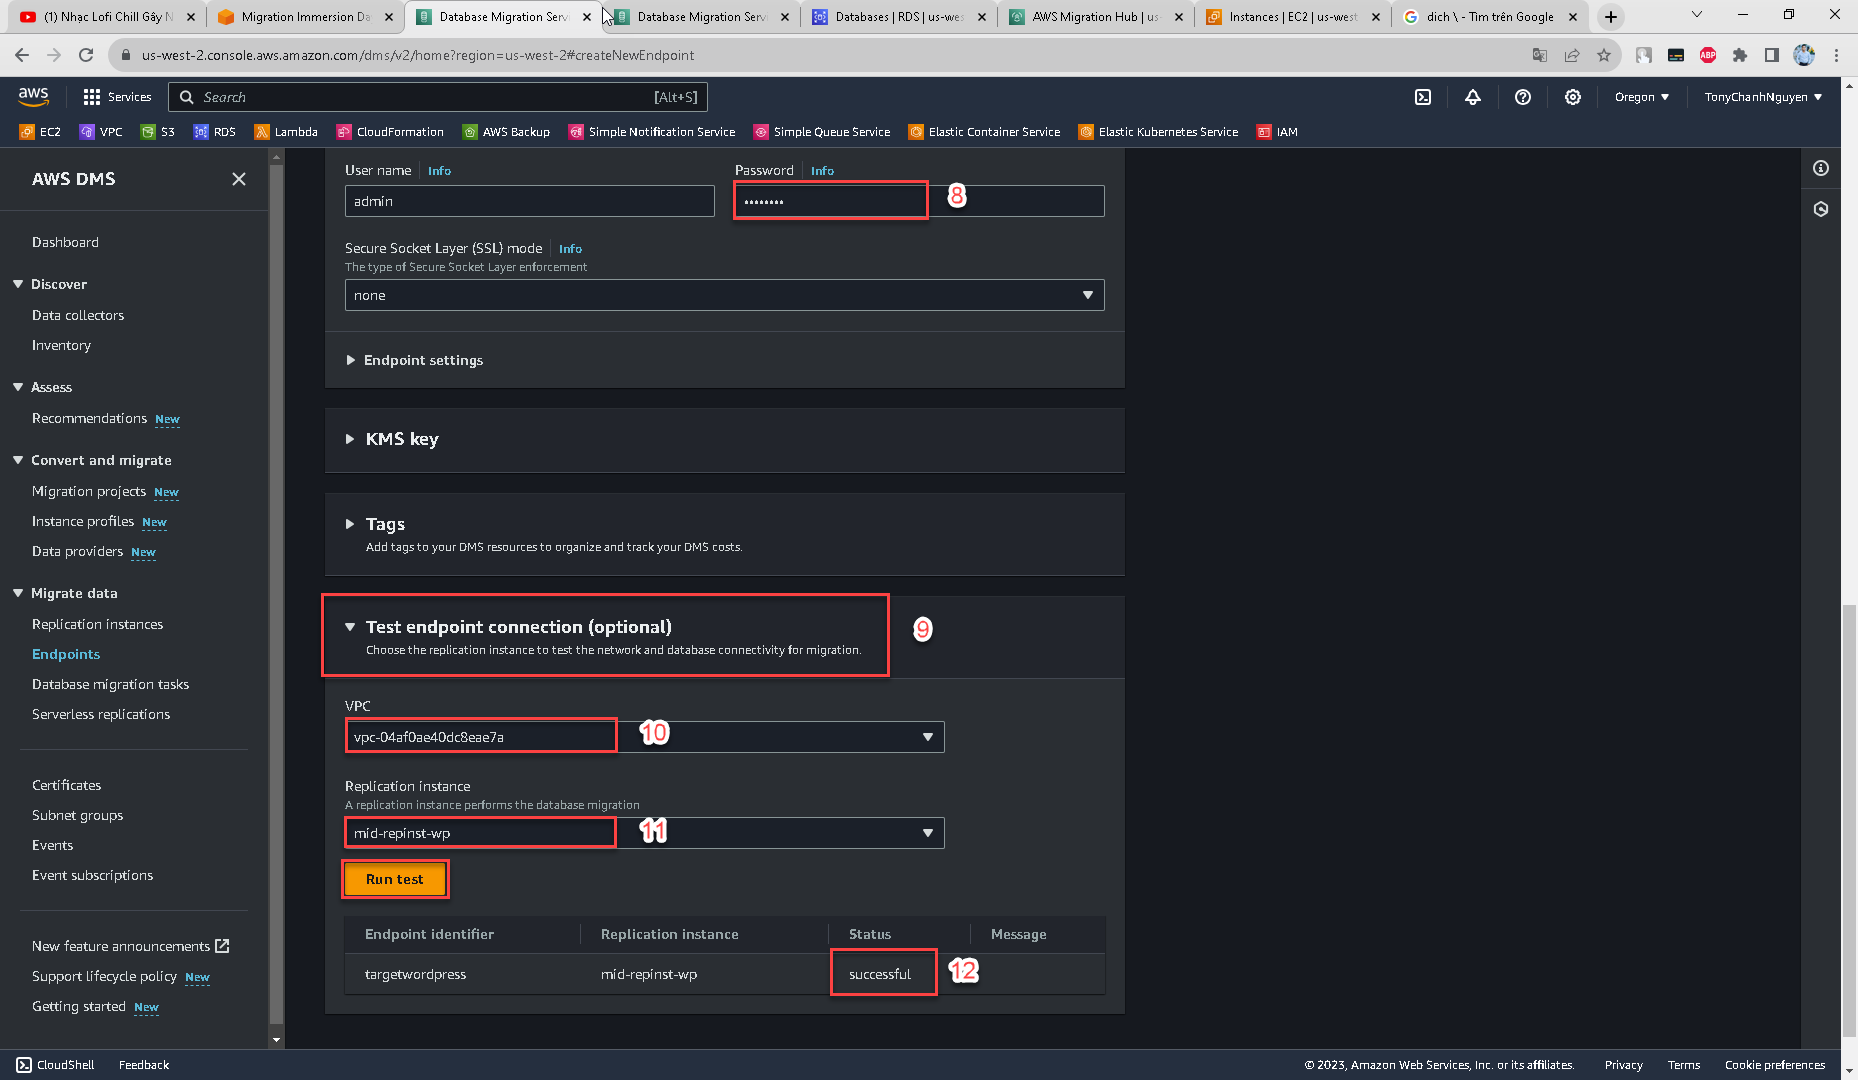 (1) Nhạc Lofi Chill Gây N
Migration Immersion Da
Database Migration Serv
Database Migration Serv
Databases | RDS | us-wes
AWS Migration Hub | us-
Instances | EC2 | us-west
dich \ - Tìm trên Google
us-west-2.console.aws.amazon.com/dms/v2/home?region=us-west-2#createNewEndpoint
ABP
aws
Services
Search
[Alt+S]
Oregon
TonyChanhNguyen
EC2
VPC
S3
RDS
Lambda
CloudFormation
AWS Backup
Simple Notification Service
Simple Queue Service
Elastic Container Service
Elastic Kubernetes Service
IAM
AWS DMS
Dashboard
Discover
Data collectors
Inventory
Assess
Recommendations New
Convert and migrate
Migration projects New
Instance profiles New
Data providers New
Migrate data
Replication instances
Endpoints
Database migration tasks
Serverless replications
Certificates
Subnet groups
Events
Event subscriptions
New feature announcements
Support lifecycle policy New
Getting started New
User name Info
admin
Password Info
••••••••
8
Secure Socket Layer (SSL) mode Info
The type of Secure Socket Layer enforcement
none
Endpoint settings
KMS key
Tags
Add tags to your DMS resources to organize and track your DMS costs.
Test endpoint connection (optional)
Choose the replication instance to test the network and database connectivity for migration.
9
VPC
vpc-04af0ae40dc8eae7a
10
Replication instance
A replication instance performs the database migration
mid-repinst-wp
11
Run test
Endpoint identifier Replication instance Status Message
targetwordpress mid-repinst-wp successful
12
CloudShell
Feedback
© 2023, Amazon Web Services, Inc. or its affiliates.
Privacy
Terms
Cookie preferences